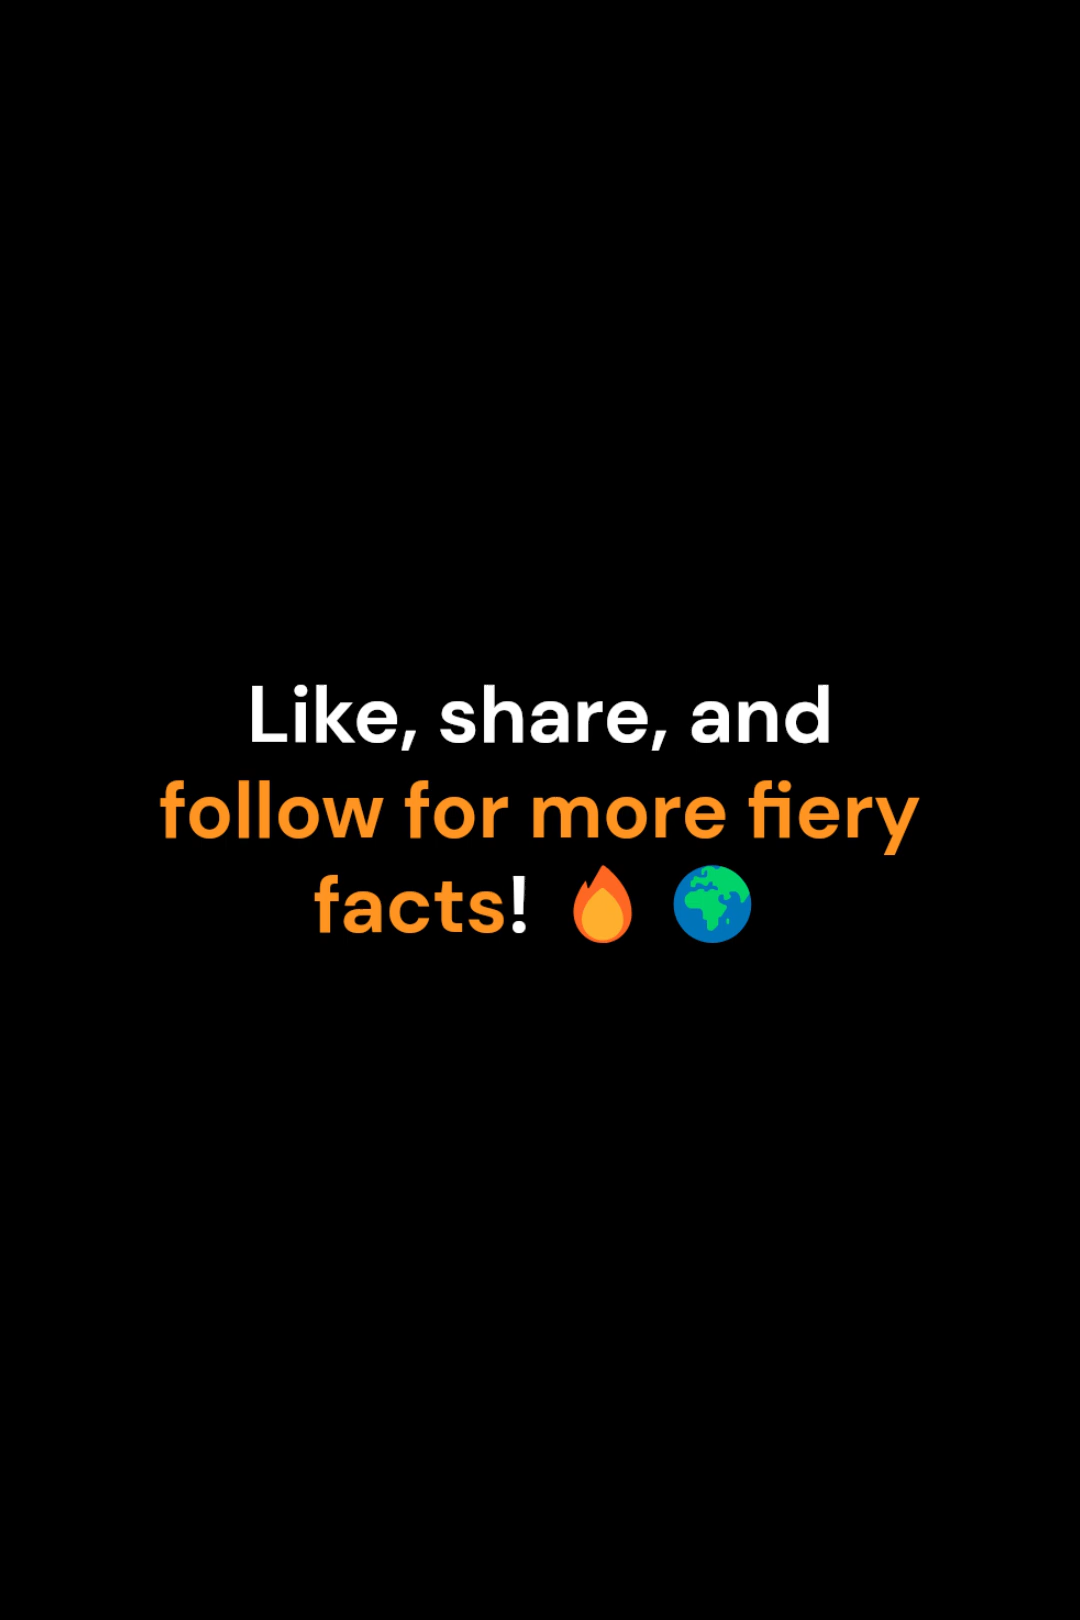 Like, share, and
follow for more fiery
facts! 🔥 🌍